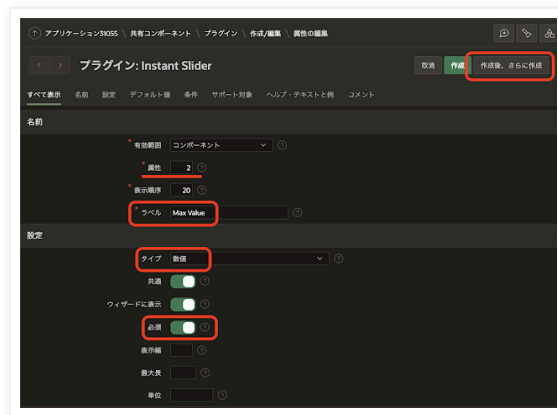 アプリケーション31055 \ 共有コンポーネント \ プラグイン \ 作成/編集 \ 属性の編集
プラグイン: Instant Slider
取消 作成 作成後、さらに作成
すべて表示 名前 設定 デフォルト値 条件 サポート対象 ヘルプ・テキストと例 コメント
名前
* 有効範囲 コンポーネント
* 属性 2
* 表示順序 20
* ラベル Max Value
設定
タイプ 数値
共通
ウィザードに表示
必須
表示幅
最大長
単位